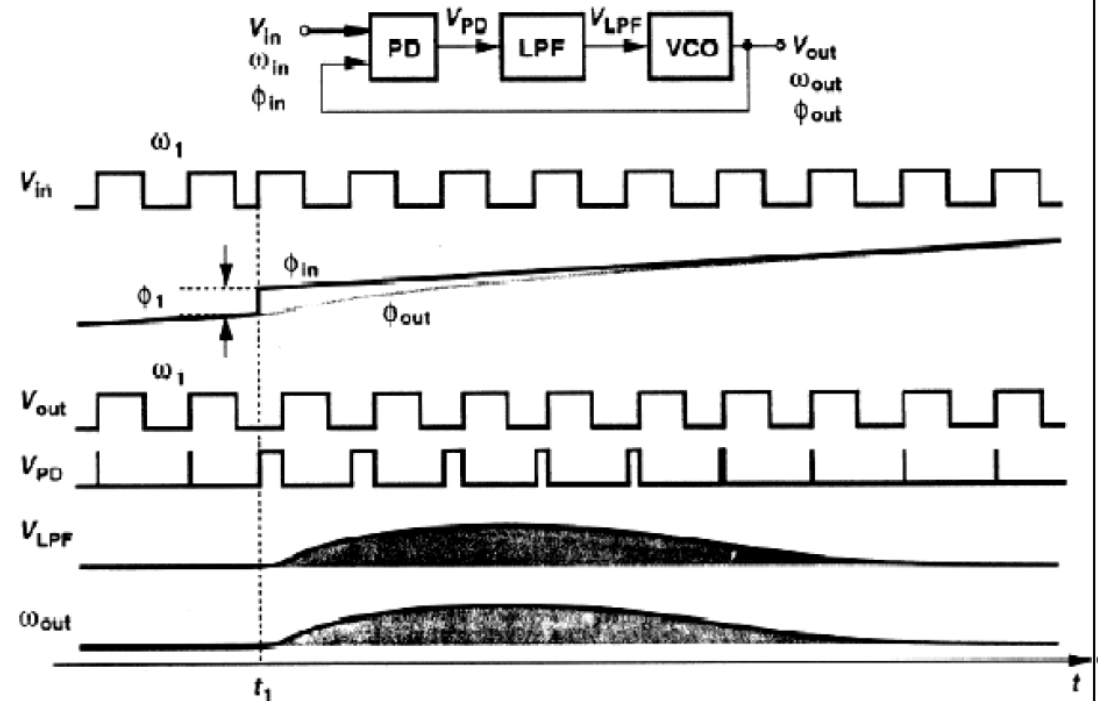 V_PD V_LPF
V_in PD LPF VCO V_out
ω_in ω_out
ϕ_in ϕ_out
ω_1
V_in
ϕ_in
ϕ_1
ϕ_out
ω_1
V_out
V_PD
V_LPF
ω_out
t_1 t